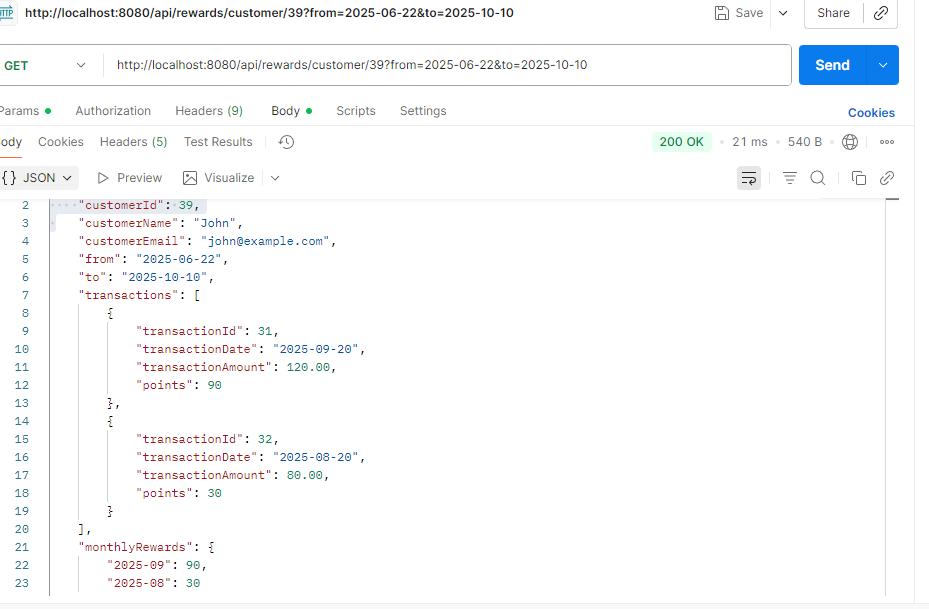 HTTP http://localhost:8080/api/rewards/customer/39?from=2025-06-22&to=2025-10-10 Save Share
GET http://localhost:8080/api/rewards/customer/39?from=2025-06-22&to=2025-10-10 Send
Params Authorization Headers (9) Body Scripts Settings Cookies
ody Cookies Headers (5) Test Results 200 OK 21 ms 540 B
{} JSON Preview Visualize
2 "customerId": 39,
3 "customerName": "John",
4 "customerEmail": "john@example.com",
5 "from": "2025-06-22",
6 "to": "2025-10-10",
7 "transactions": [
8 {
9 "transactionId": 31,
10 "transactionDate": "2025-09-20",
11 "transactionAmount": 120.00,
12 "points": 90
13 },
14 {
15 "transactionId": 32,
16 "transactionDate": "2025-08-20",
17 "transactionAmount": 80.00,
18 "points": 30
19 }
20 ],
21 "monthlyRewards": {
22 "2025-09": 90,
23 "2025-08": 30